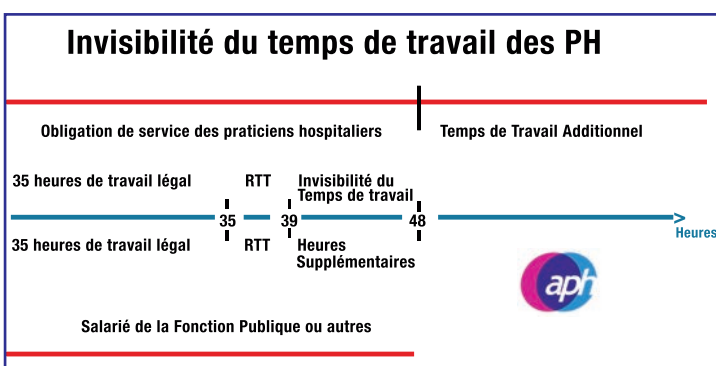 Invisibilité du temps de travail des PH
Obligation de service des praticiens hospitaliers
Temps de Travail Additionnel
35 heures de travail légal
RTT
Invisibilité du
Temps de travail
35
39
48
Heures
35 heures de travail légal
RTT
Heures
Supplémentaires
aph
Salarié de la Fonction Publique ou autres